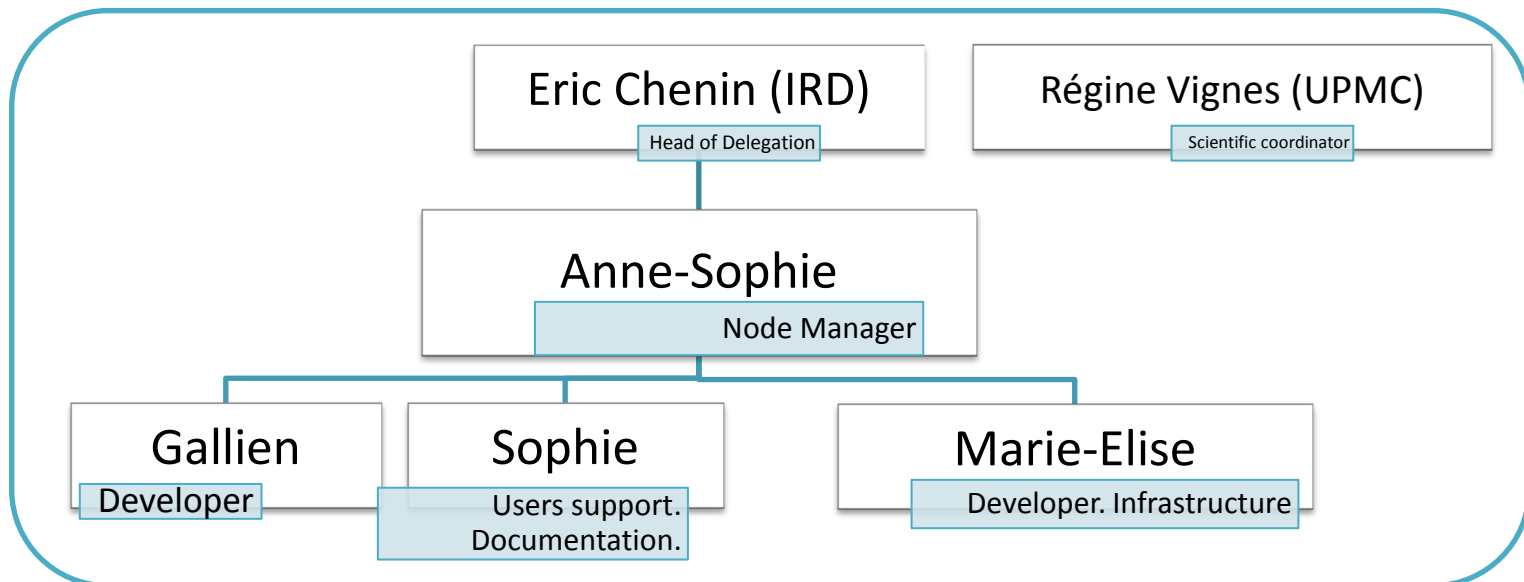 Eric Chenin (IRD)
Head of Delegation
Régine Vignes (UPMC)
Scientific coordinator
Anne-Sophie
Node Manager
Gallien
Developer
Sophie
Users support.
Documentation.
Marie-Elise
Developer. Infrastructure